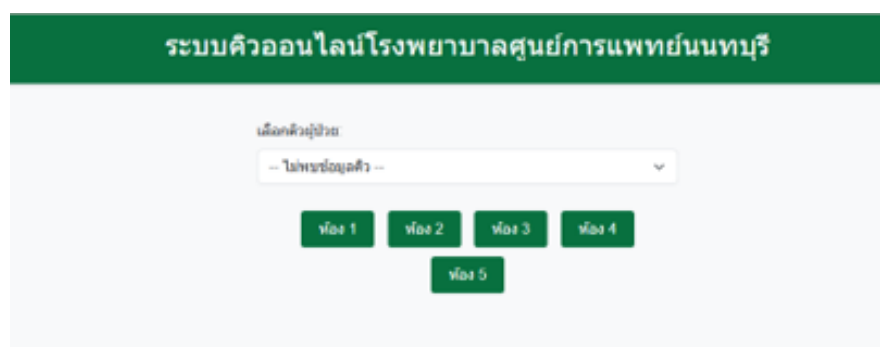 ระบบคิวออนไลน์โรงพยาบาลศูนย์การแพทย์นนทบุรี
เลือกคิวผู้ป่วย:
-- ไม่พบข้อมูลคิว --
ห้อง 1 ห้อง 2 ห้อง 3 ห้อง 4
ห้อง 5